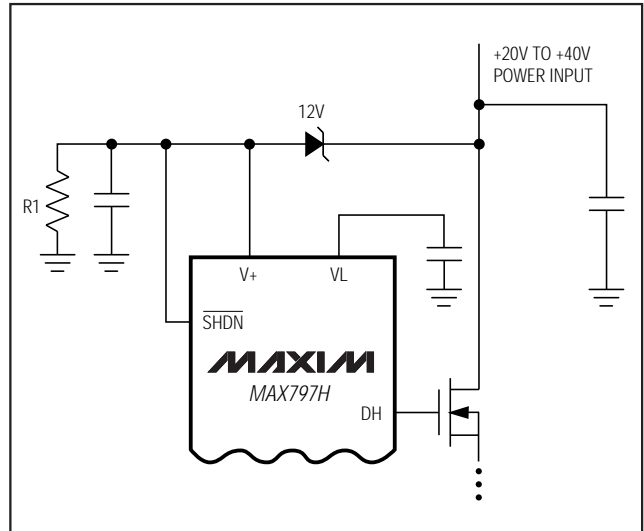 +20V TO +40V
POWER INPUT
12V
R1
V+
VL
SHDN
MAXIM
MAX797H
DH